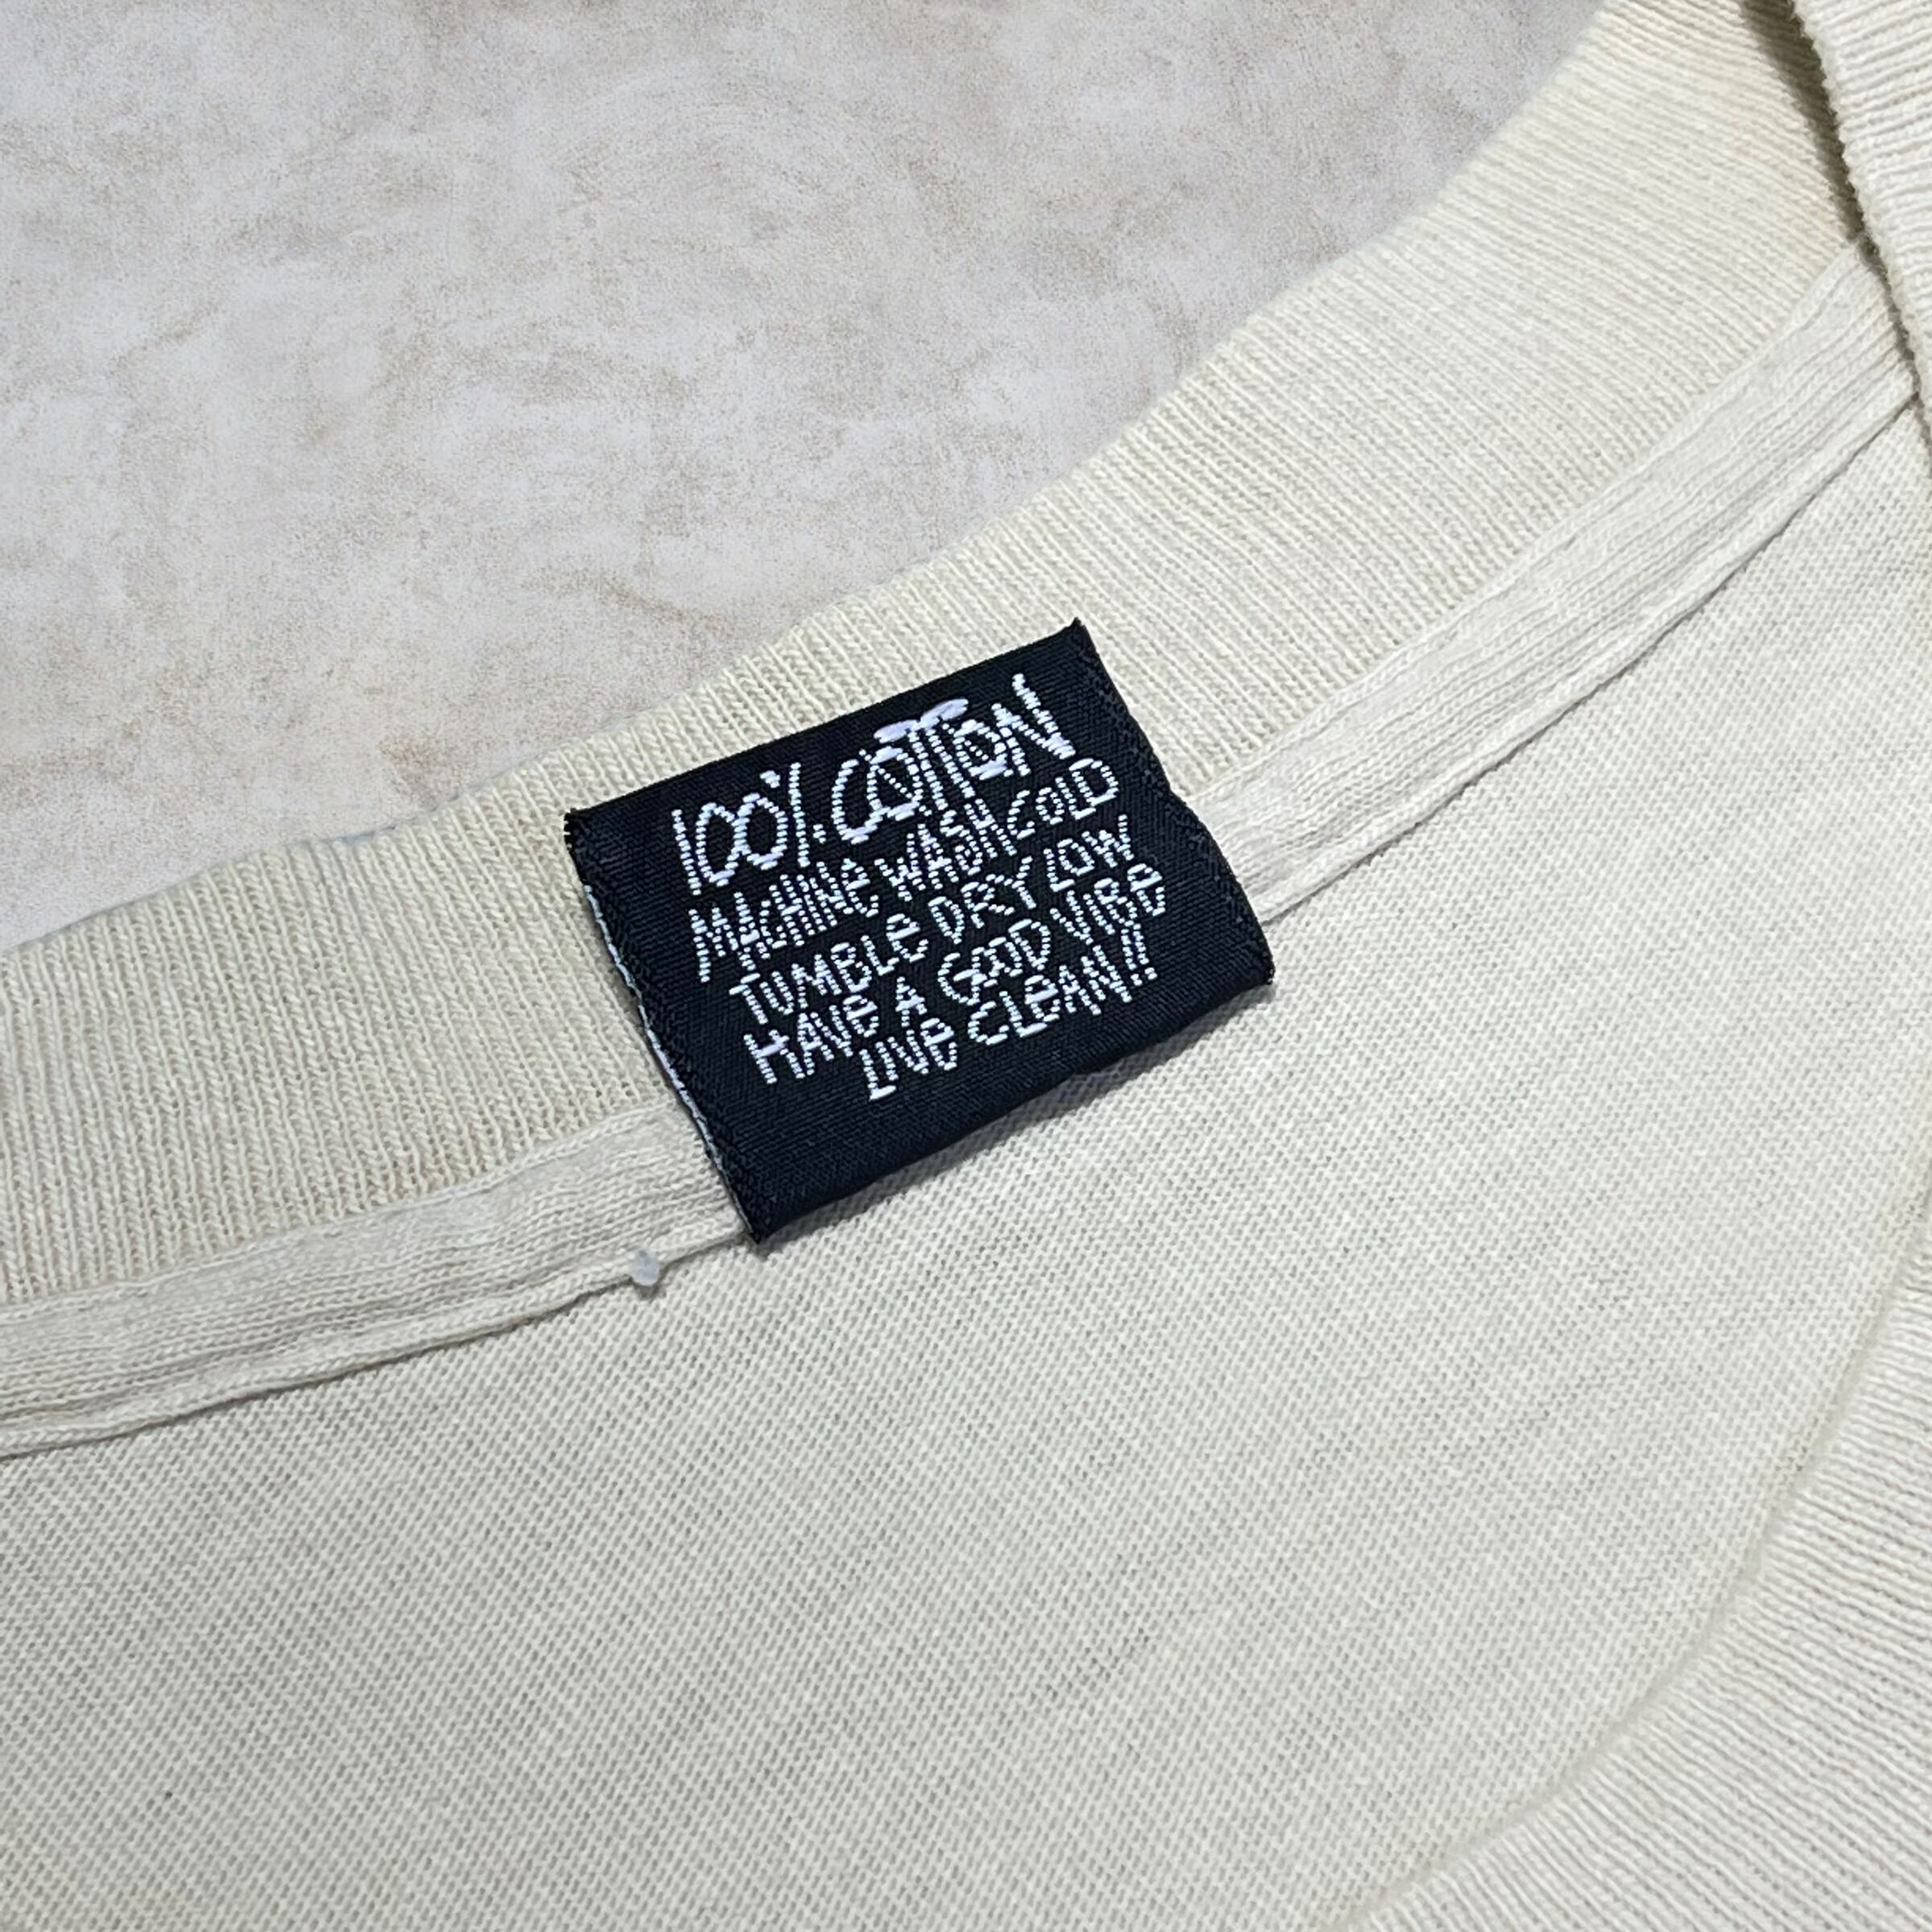 100% COTTON
MACHINE WASH COLD
TUMBLE DRY LOW
HAVE A GOOD VIBE
LIVE CLEAN!!